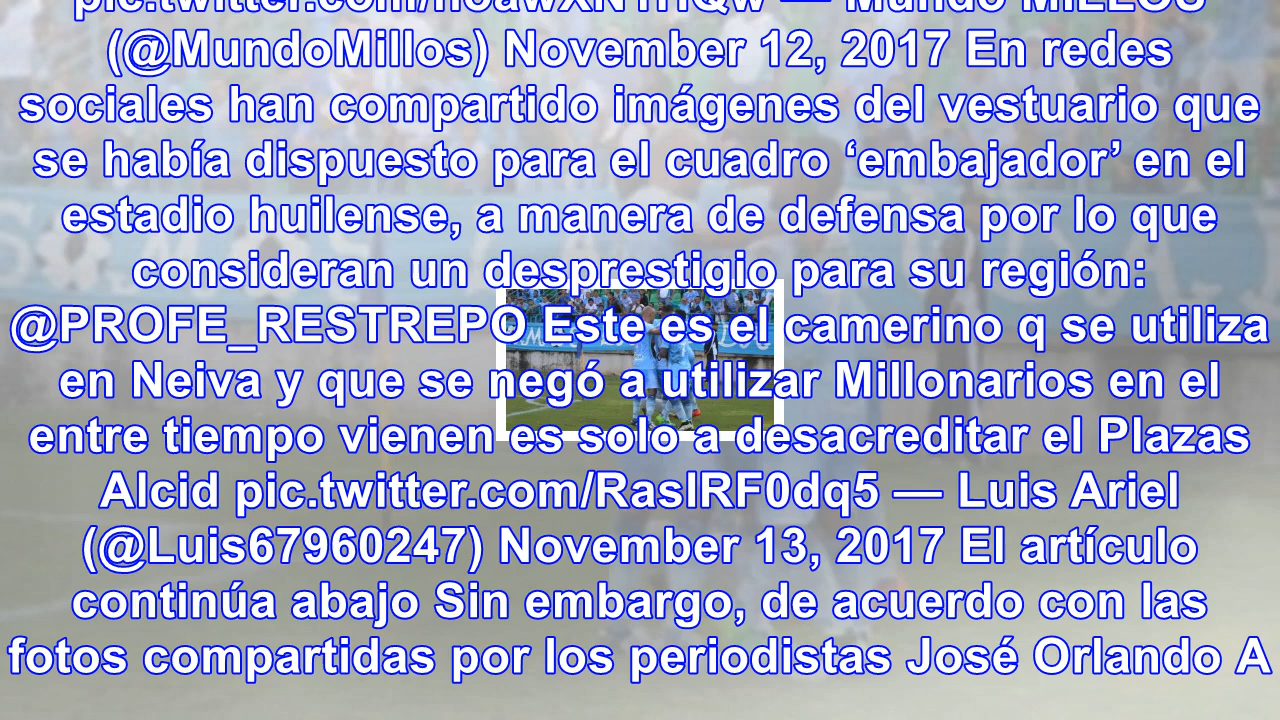 — Mundo MILLOS
(@MundoMillos) November 12, 2017 En redes
sociales han compartido imágenes del vestuario que
se había dispuesto para el cuadro ‘embajador’ en el
estadio huilense, a manera de defensa por lo que
consideran un desprestigio para su región:
@PROFE_RESTREPO Este es el camerino q se utiliza
en Neiva y que se negó a utilizar Millonarios en el
entre tiempo vienen es solo a desacreditar el Plazas
Alcid pic.twitter.com/RaslRF0dq5 — Luis Ariel
(@Luis67960247) November 13, 2017 El artículo
continúa abajo Sin embargo, de acuerdo con las
fotos compartidas por los periodistas José Orlando A